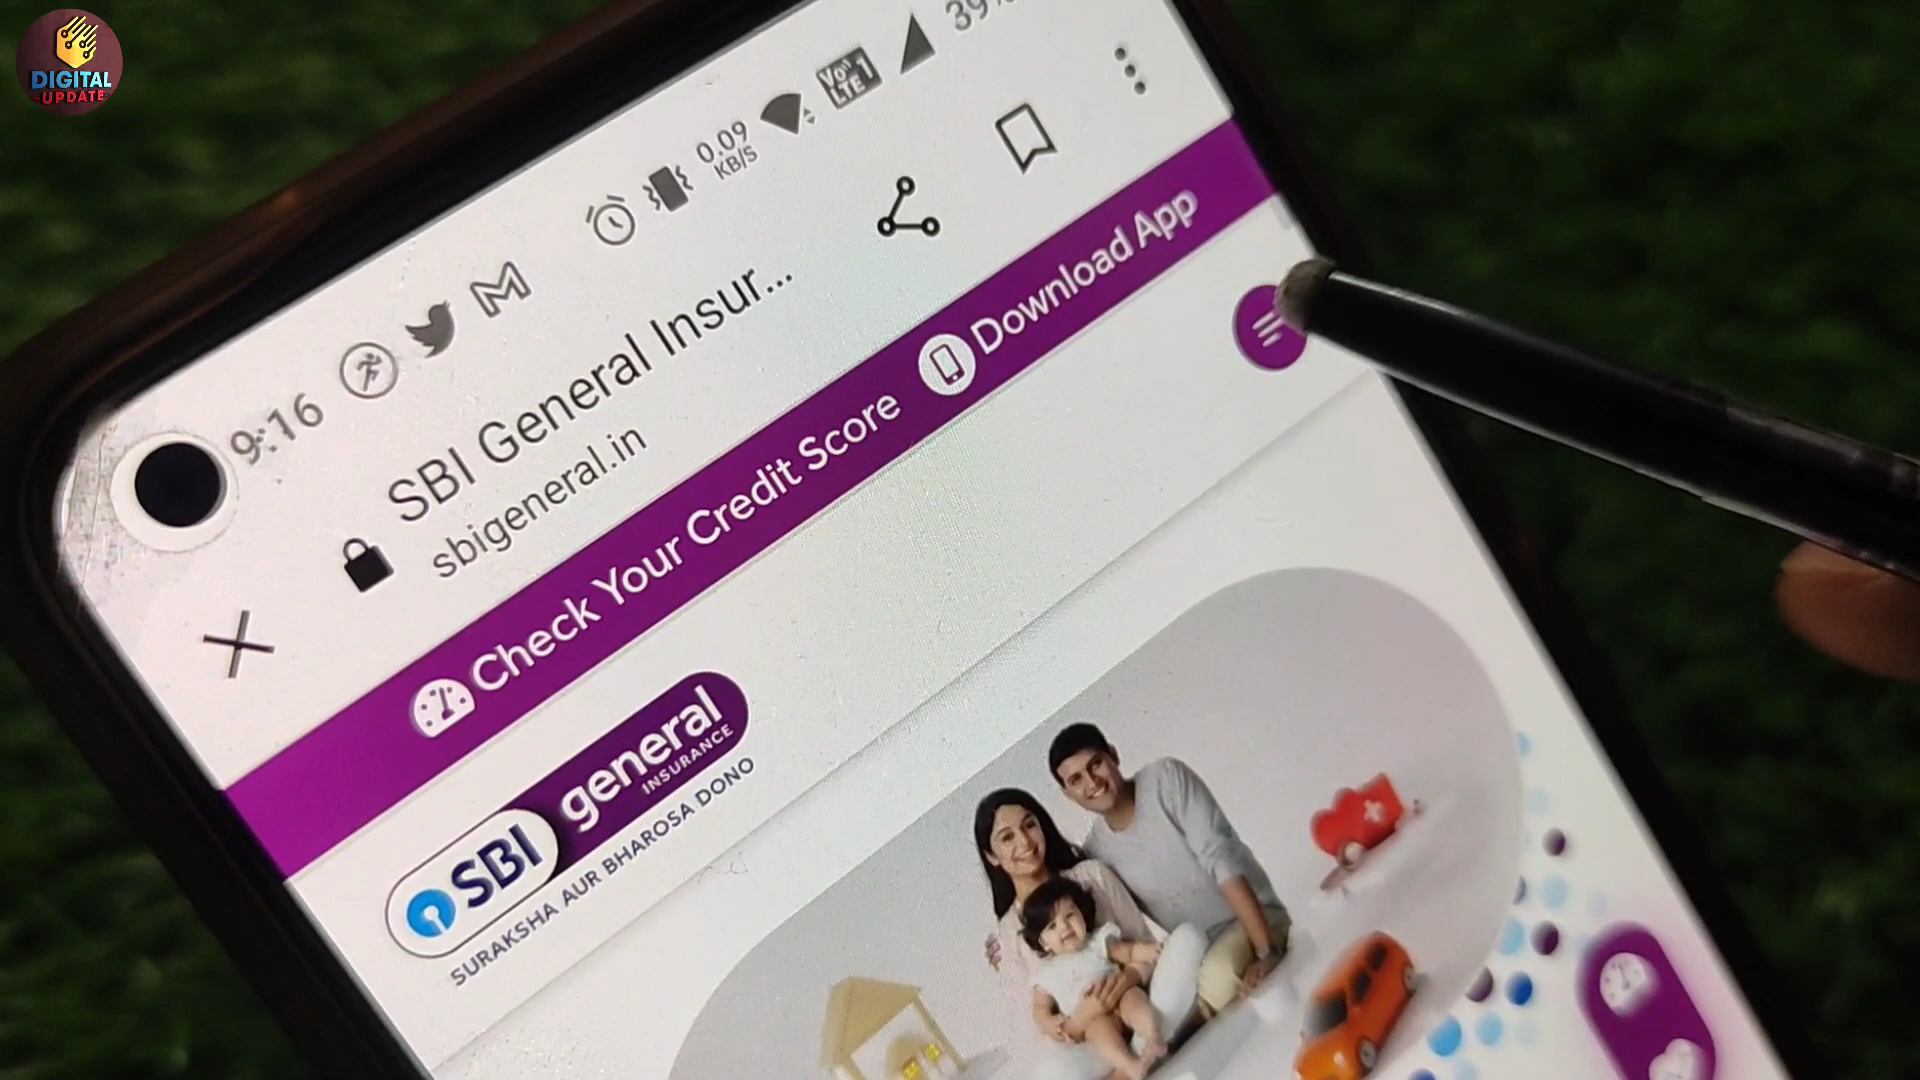 DIGITAL
UPDATE
9:16
0.09
KB/S
Vo))
LTE 1
39%
SBI General Insur...
sbigeneral.in
Check Your Credit Score
Download App
SBI general
INSURANCE
SURAKSHA AUR BHAROSA DONO